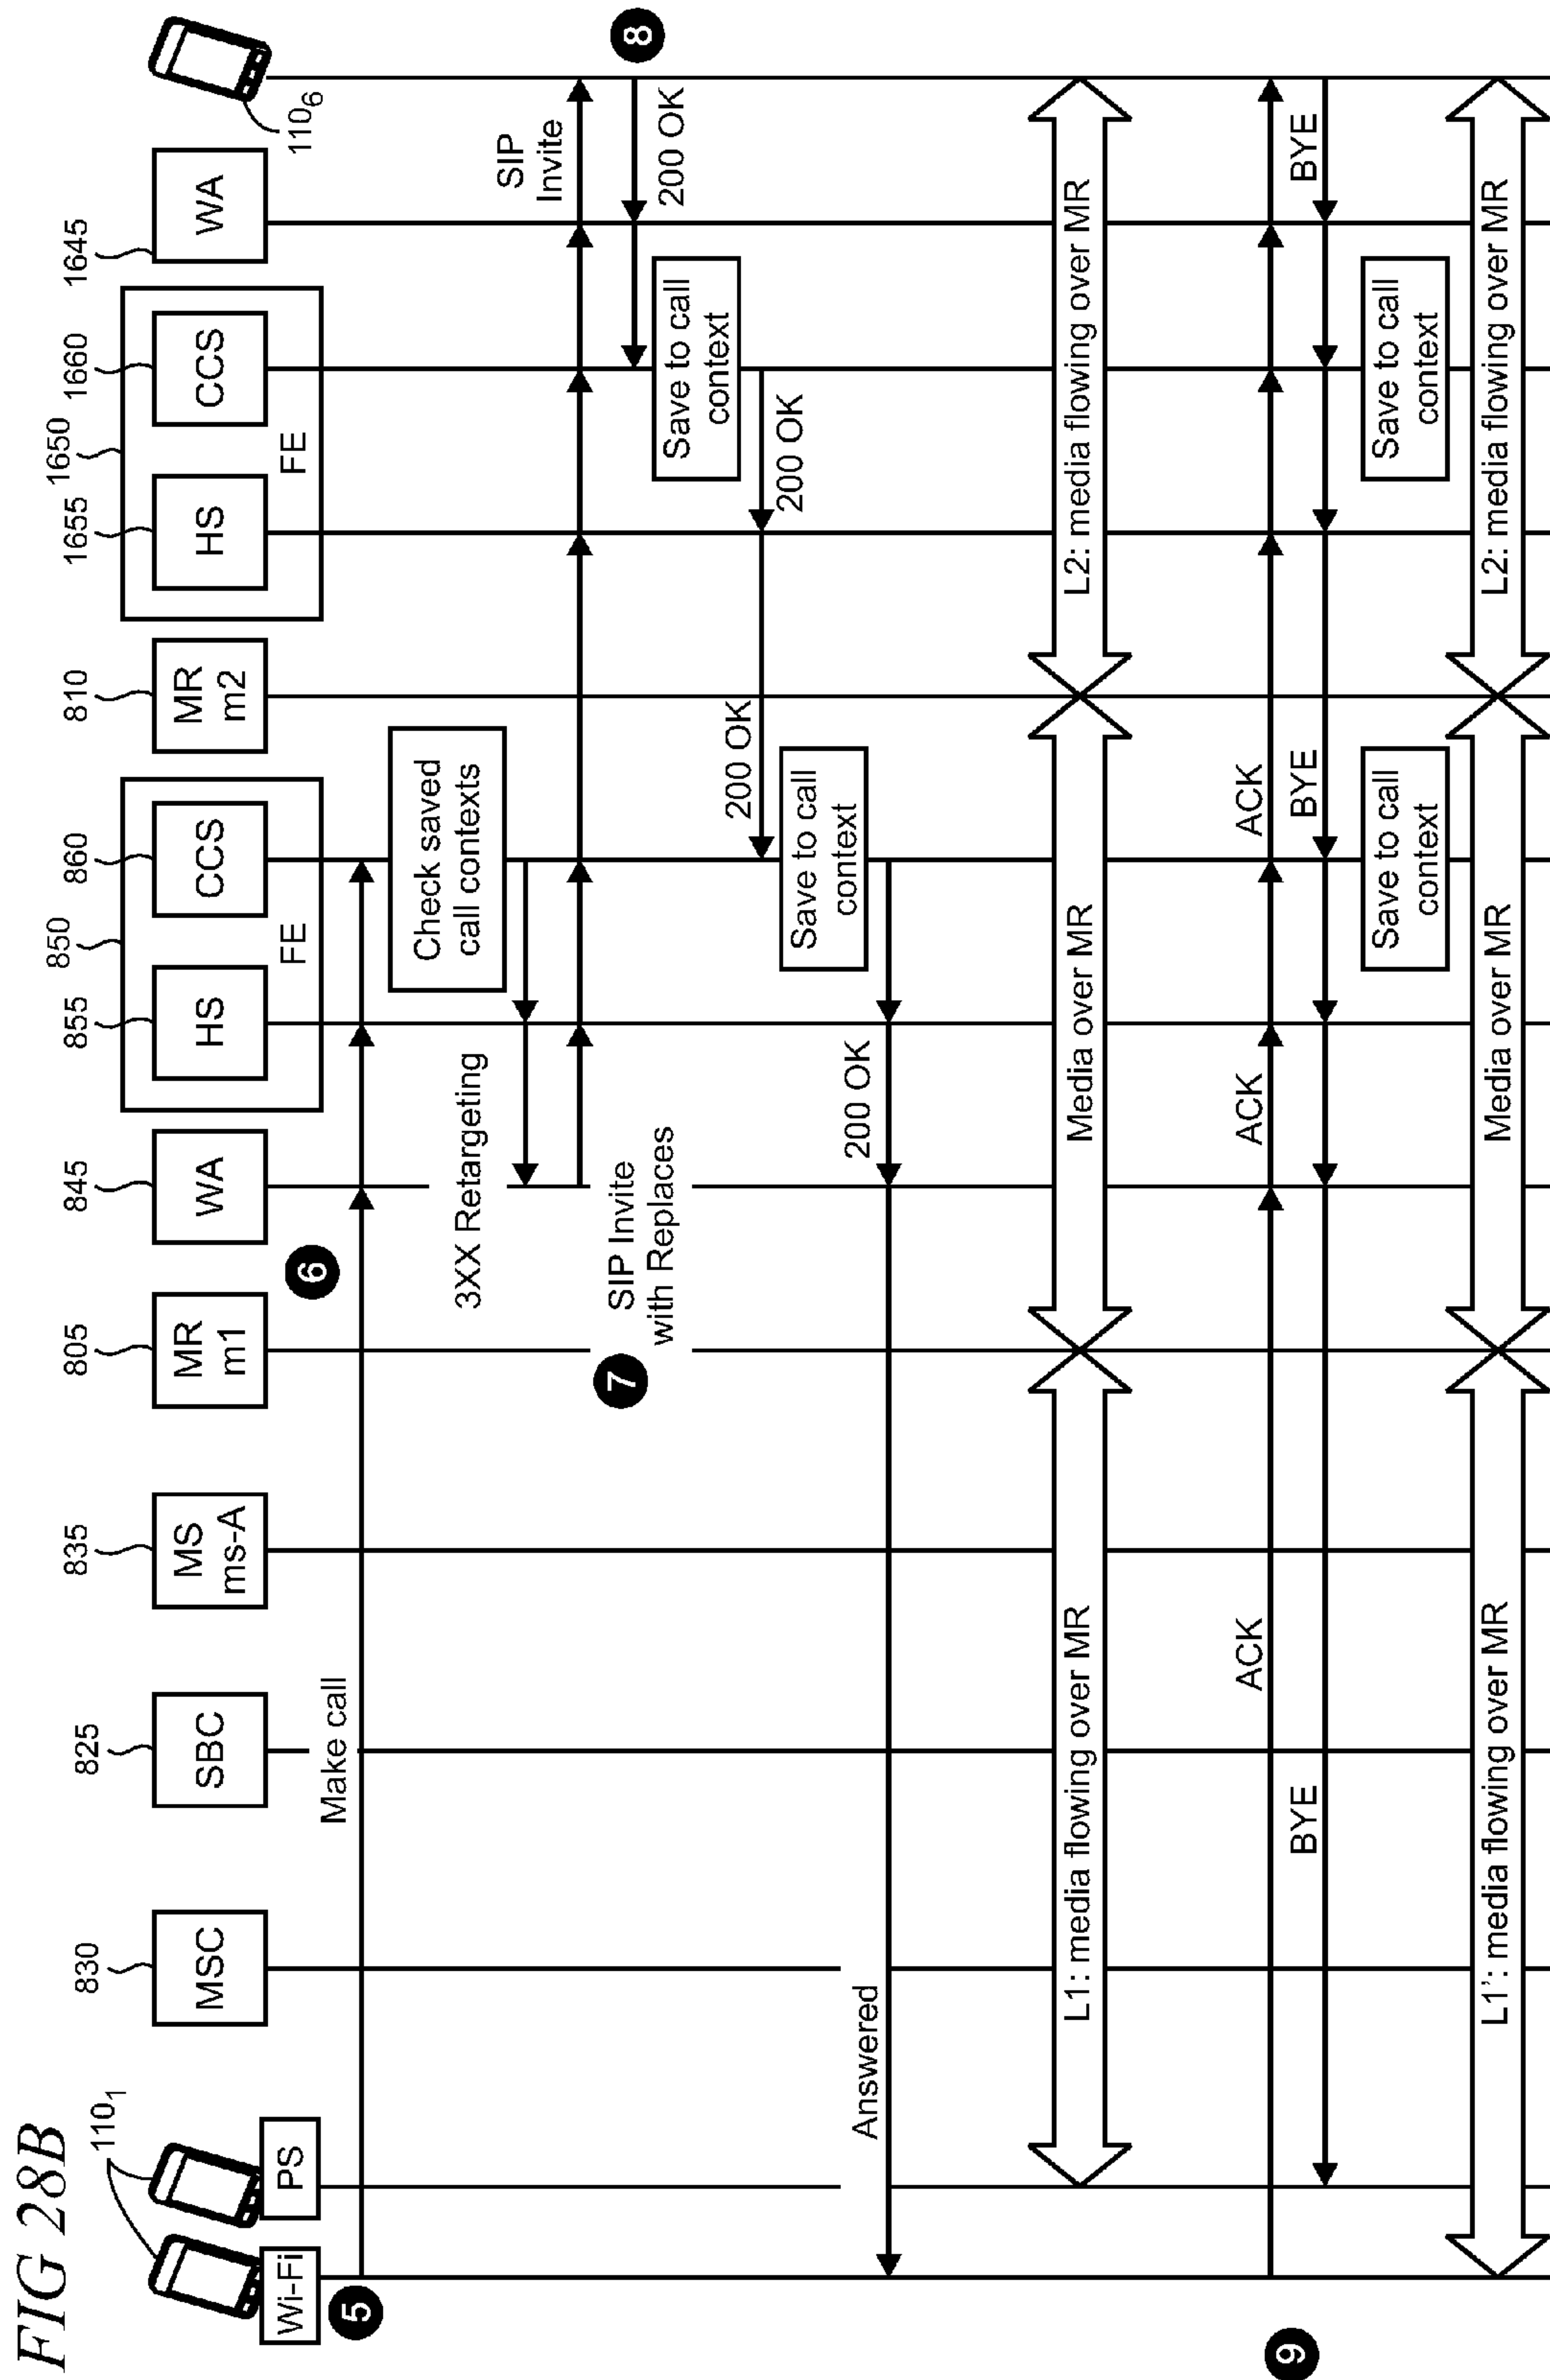 FIG 28B
110₁
830
825
835
805
845
850
855
860
810
1650
1655
1660
1645
Wi-Fi
PS
MSC
SBC
MS
ms-A
MR
m1
WA
HS
CCS
FE
MR
m2
HS
CCS
FE
WA
110₆
5
Make call
6
Check saved
call contexts
3XX Retargeting
7
SIP Invite
with Replaces
SIP
Invite
8
200 OK
Save to call
context
200 OK
200 OK
Save to call
context
Answered
200 OK
L1: media flowing over MR
Media over MR
L2: media flowing over MR
9
ACK
ACK
ACK
BYE
BYE
BYE
Save to call
context
Save to call
context
L1': media flowing over MR
Media over MR
L2: media flowing over MR